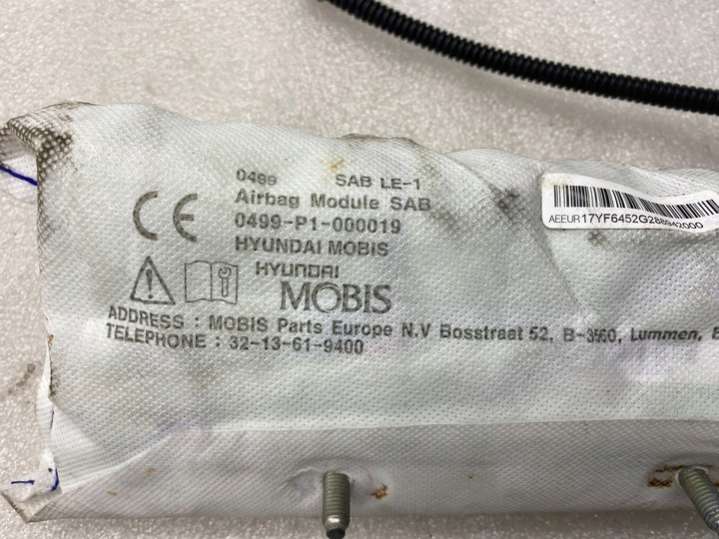 0499 SAB LE-1
Airbag Module SAB
0499-P1-000019
HYUNDAI MOBIS
HYUNDAI
MOBIS
ADDRESS : MOBIS Parts Europe N.V Bosstraat 52, B-3560, Lummen,
TELEPHONE : 32-13-61-9400
AEEUR17YF6452G288942000
CE